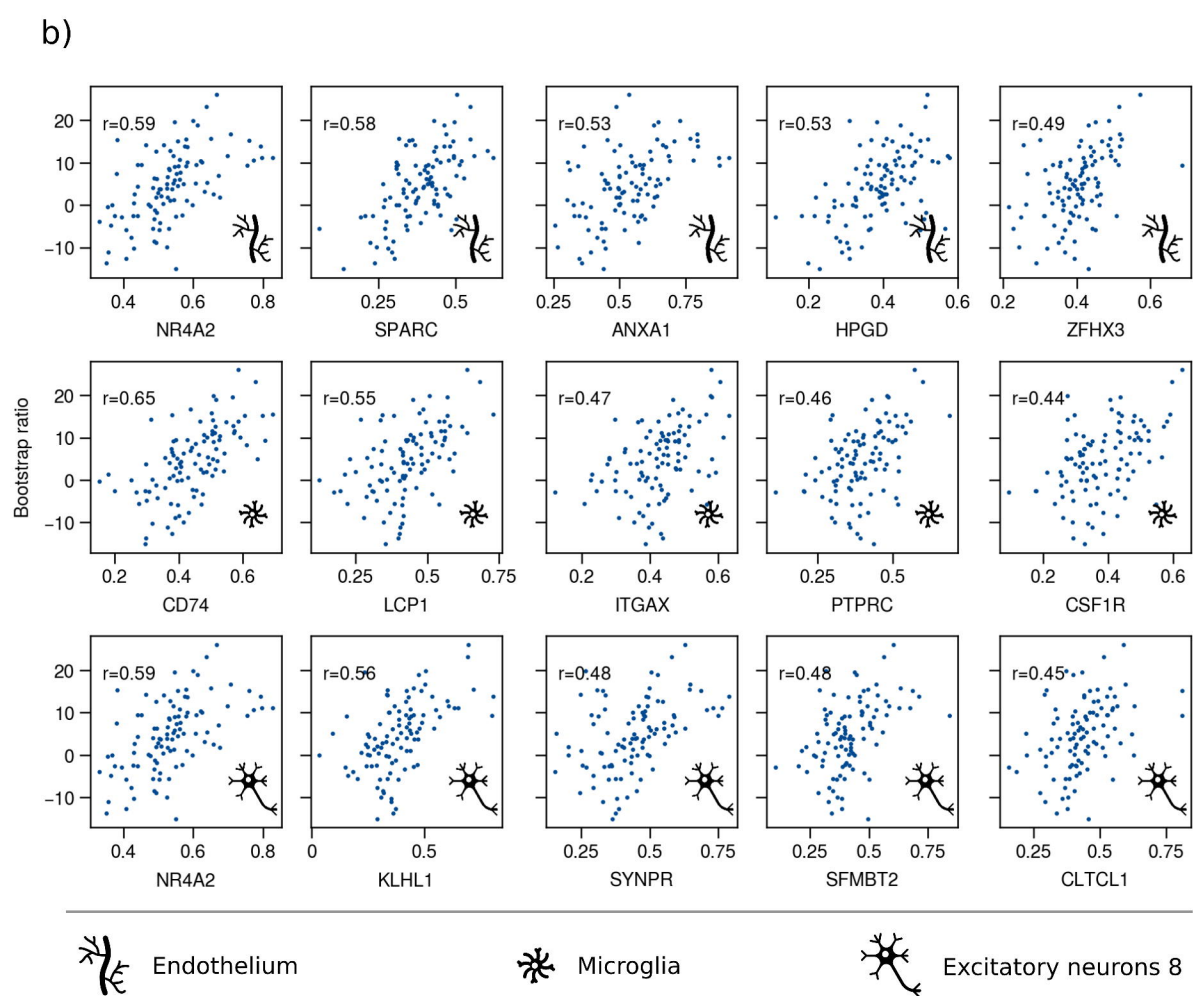 b)
r=0.59 r=0.58 r=0.53 r=0.53 r=0.49
20
10
0
−10
0.4 0.6 0.8 0.25 0.5 0.25 0.5 0.75 0.2 0.4 0.6 0.2 0.4 0.6
NR4A2 SPARC ANXA1 HPGD ZFHX3
Bootstrap ratio
r=0.65 r=0.55 r=0.47 r=0.46 r=0.44
20
10
0
−10
0.2 0.4 0.6 0.25 0.5 0.75 0.2 0.4 0.6 0.25 0.5 0.2 0.4 0.6
CD74 LCP1 ITGAX PTPRC CSF1R
r=0.59 r=0.56 r=0.48 r=0.48 r=0.45
20
10
0
−10
0.4 0.6 0.8 0 0.5 0.25 0.5 0.75 0.25 0.5 0.75 0.25 0.5 0.75
NR4A2 KLHL1 SYNPR SFMBT2 CLTCL1
Endothelium Microglia Excitatory neurons 8